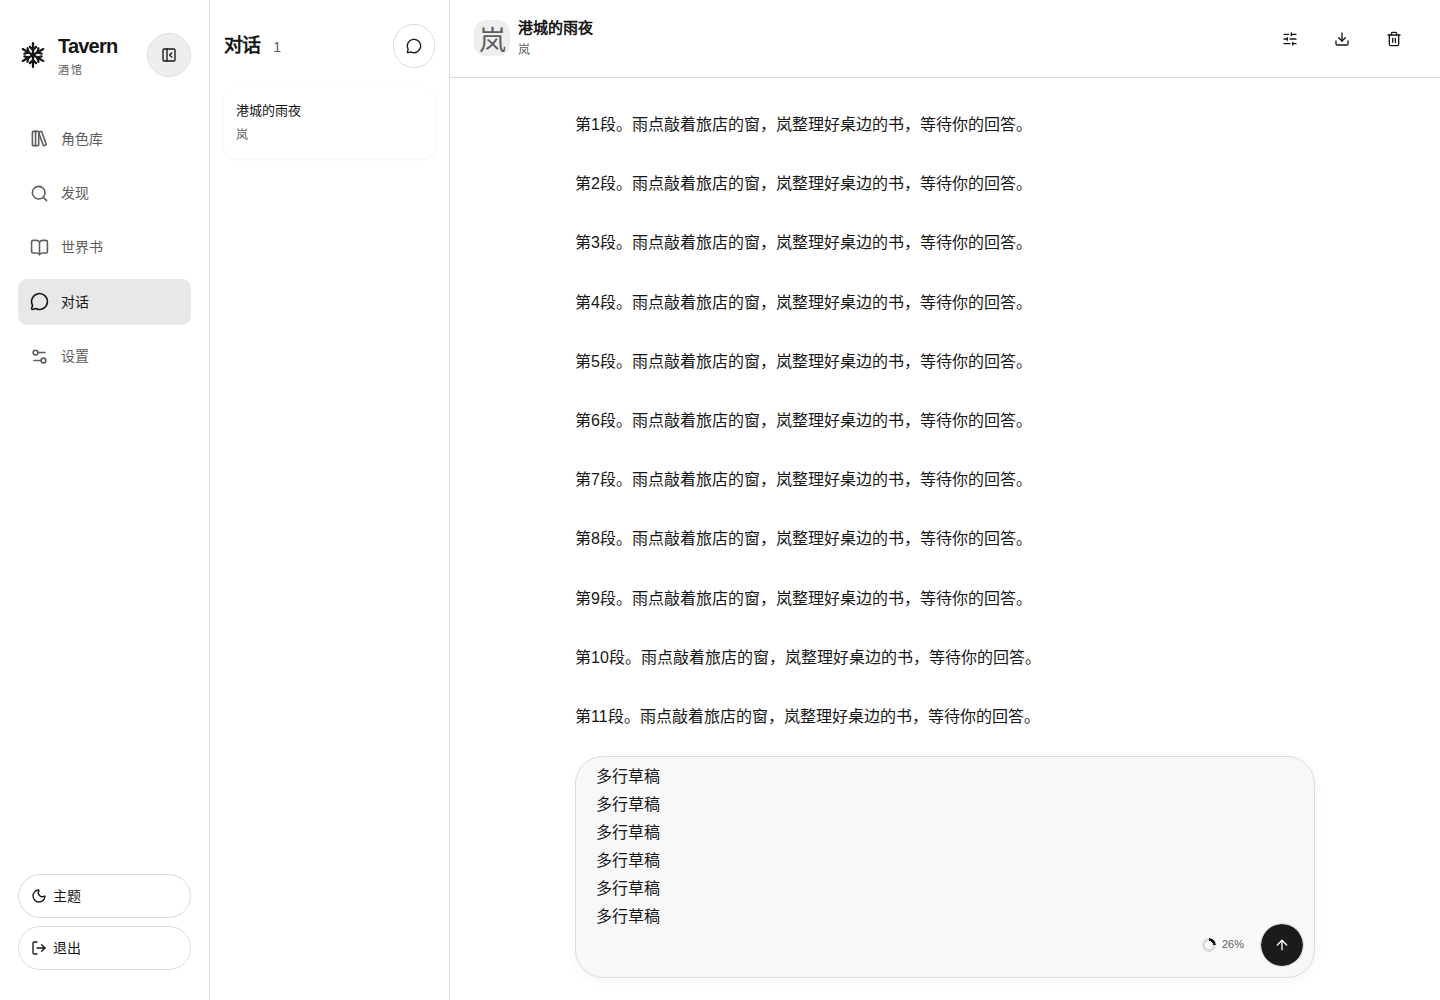 Tavern
酒馆
角色库
发现
世界书
对话
设置
主题
退出
对话 1
港城的雨夜
岚
岚
港城的雨夜
岚
第1段。雨点敲着旅店的窗，岚整理好桌边的书，等待你的回答。
第2段。雨点敲着旅店的窗，岚整理好桌边的书，等待你的回答。
第3段。雨点敲着旅店的窗，岚整理好桌边的书，等待你的回答。
第4段。雨点敲着旅店的窗，岚整理好桌边的书，等待你的回答。
第5段。雨点敲着旅店的窗，岚整理好桌边的书，等待你的回答。
第6段。雨点敲着旅店的窗，岚整理好桌边的书，等待你的回答。
第7段。雨点敲着旅店的窗，岚整理好桌边的书，等待你的回答。
第8段。雨点敲着旅店的窗，岚整理好桌边的书，等待你的回答。
第9段。雨点敲着旅店的窗，岚整理好桌边的书，等待你的回答。
第10段。雨点敲着旅店的窗，岚整理好桌边的书，等待你的回答。
第11段。雨点敲着旅店的窗，岚整理好桌边的书，等待你的回答。
多行草稿
多行草稿
多行草稿
多行草稿
多行草稿
多行草稿
26%